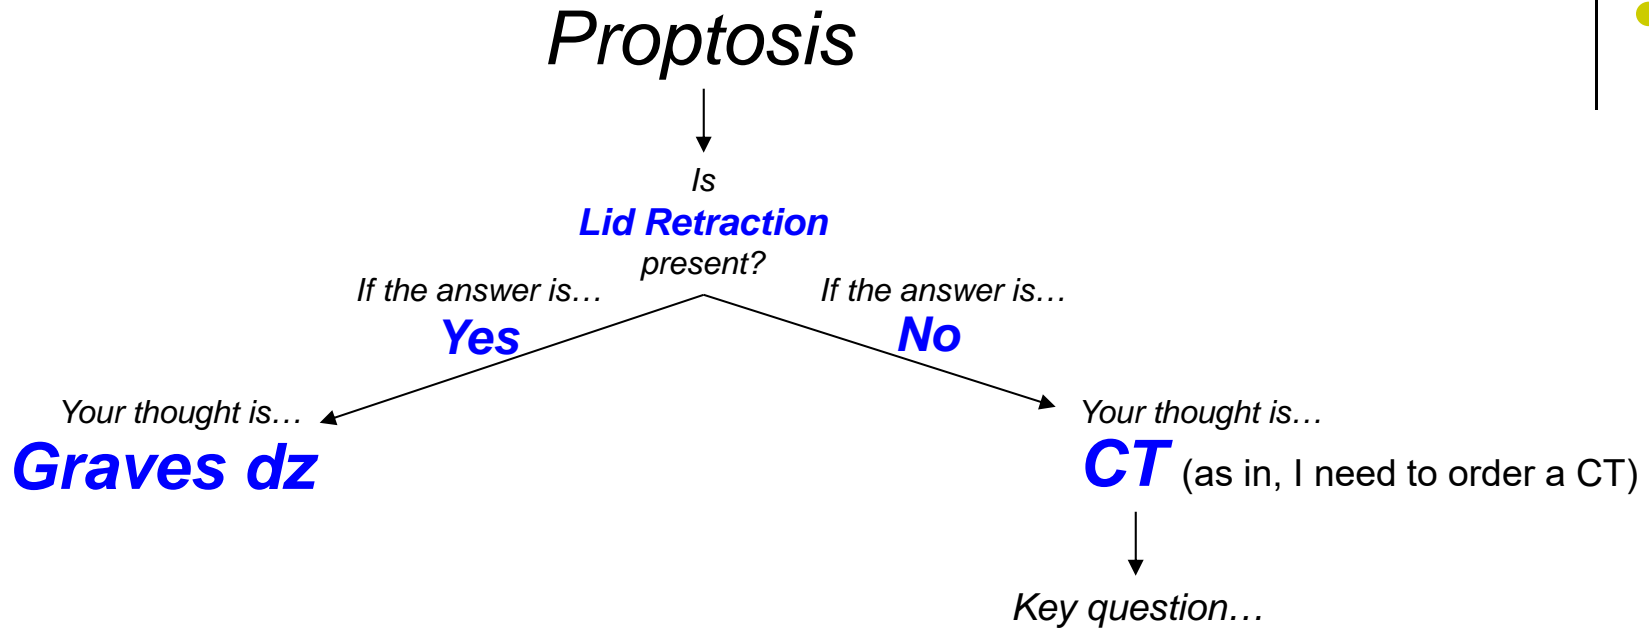 Proptosis
Is
Lid Retraction
present?
If the answer is…
Yes
If the answer is…
No
Your thought is…
Graves dz
Your thought is…
CT (as in, I need to order a CT)
Key question…